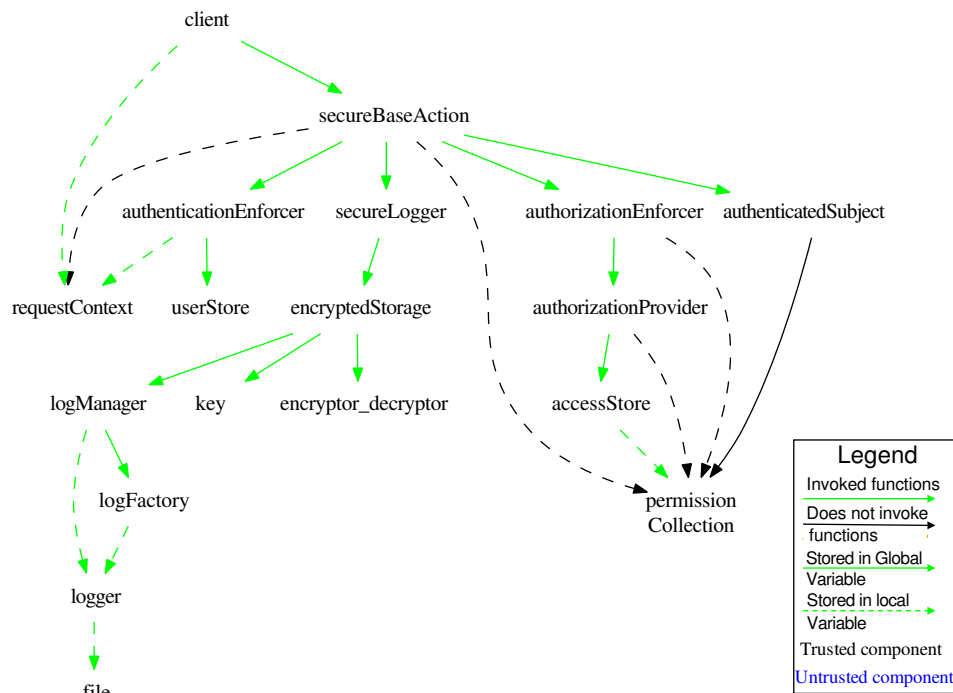 client
secureBaseAction
authenticationEnforcer
secureLogger
authorizationEnforcer
authenticatedSubject
requestContext
userStore
encryptedStorage
authorizationProvider
logManager
key
encryptor_decryptor
accessStore
logFactory
permission
Collection
logger
file
Legend
Invoked functions
Does not invoke
functions
Stored in Global
Variable
Stored in local
Variable
Trusted component
Untrusted component